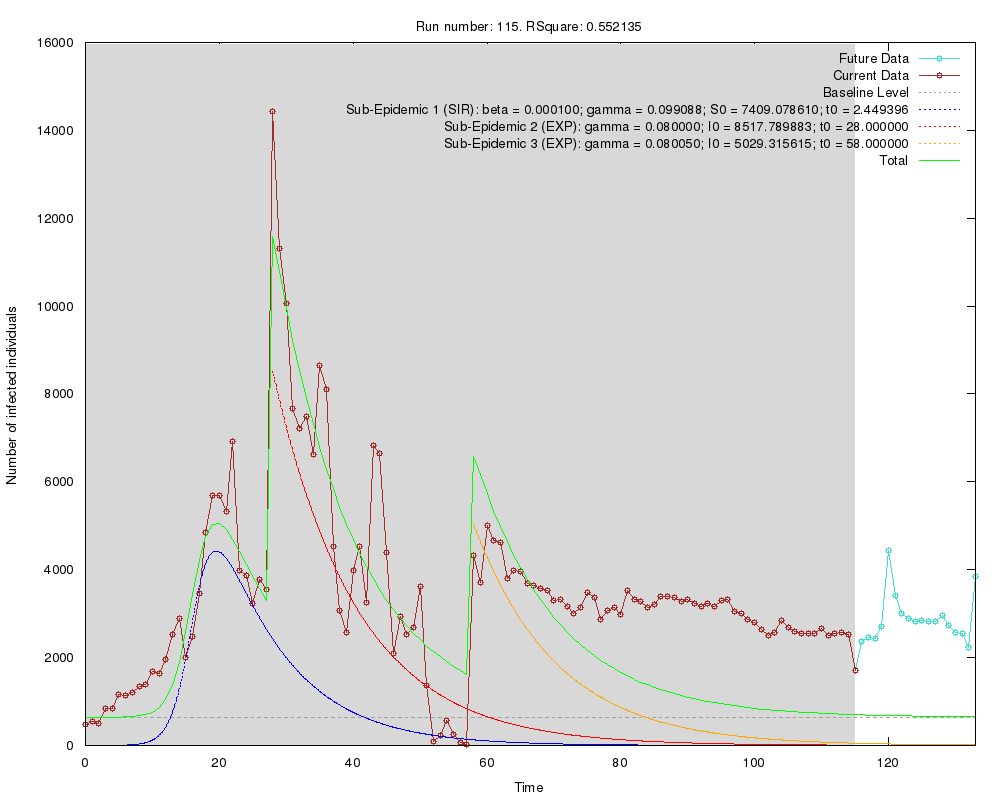 Run number: 115. RSquare: 0.552135
16000
14000
12000
10000
8000
6000
4000
2000
0
Number of infected individuals
Future Data
Current Data
Baseline Level
Sub-Epidemic 1 (SIR): beta = 0.000100; gamma = 0.099088; S0 = 7409.078610; t0 = 2.449396
Sub-Epidemic 2 (EXP): gamma = 0.080000; I0 = 8517.789883; t0 = 28.000000
Sub-Epidemic 3 (EXP): gamma = 0.080050; I0 = 5029.315615; t0 = 58.000000
Total
0 20 40 60 80 100 120
Time